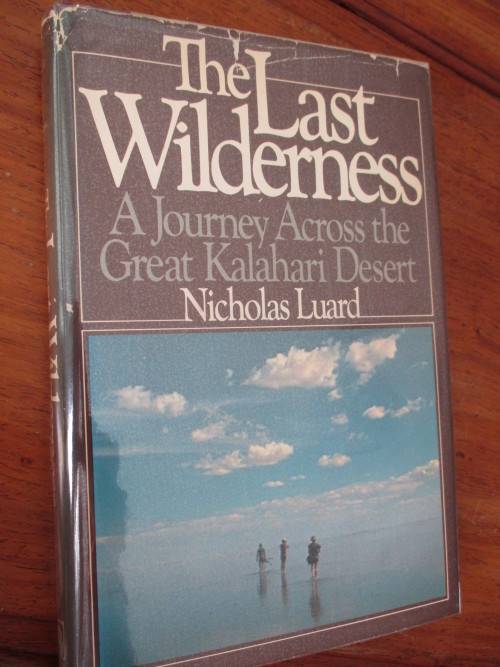 The Last
Wilderness
A Journey Across the
Great Kalahari Desert
Nicholas Luard